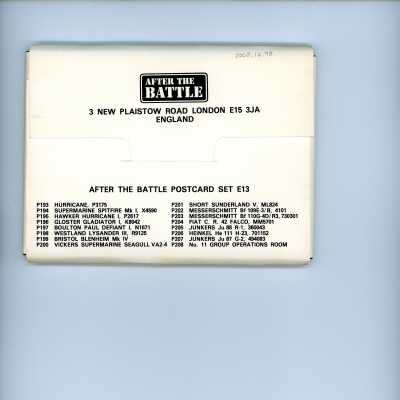 2008.16.98
AFTER THE
BATTLE
3 NEW PLAISTOW ROAD LONDON E15 3JA
ENGLAND
AFTER THE BATTLE POSTCARD SET E13
P193 HURRICANE, P3175
P194 SUPERMARINE SPITFIRE Mk I, X4590
P195 HAWKER HURRICANE I, P2617
P196 GLOSTER GLADIATOR I, K8042
P197 BOULTON PAUL DEFIANT I, N1671
P198 WESTLAND LYSANDER III, R9125
P199 BRISTOL BLENHEIM Mk IV
P200 VICKERS SUPERMARINE SEAGULL VA2-4
P201 SHORT SUNDERLAND V, ML824
P202 MESSERSCHMITT Bf 109E-3/B, 4101
P203 MESSERSCHMITT Bf 110G-4D/R3, 730301
P204 FIAT C.R. 42 FALCO, MM5701
P205 JUNKERS Ju 88 R-1, 360043
P206 HEINKEL He 111 H-23, 701152
P207 JUNKERS Ju 87 G-2, 494083
P208 No. 11 GROUP OPERATIONS ROOM